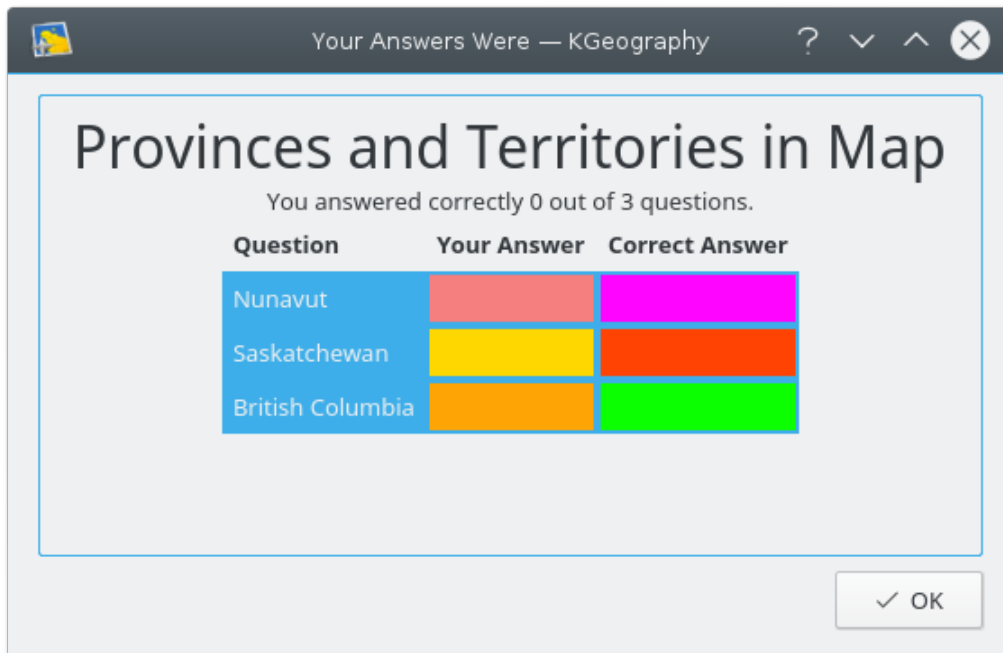 Your Answers Were — KGeography
Provinces and Territories in Map
You answered correctly 0 out of 3 questions.
Question Your Answer Correct Answer
Nunavut
Saskatchewan
British Columbia
OK